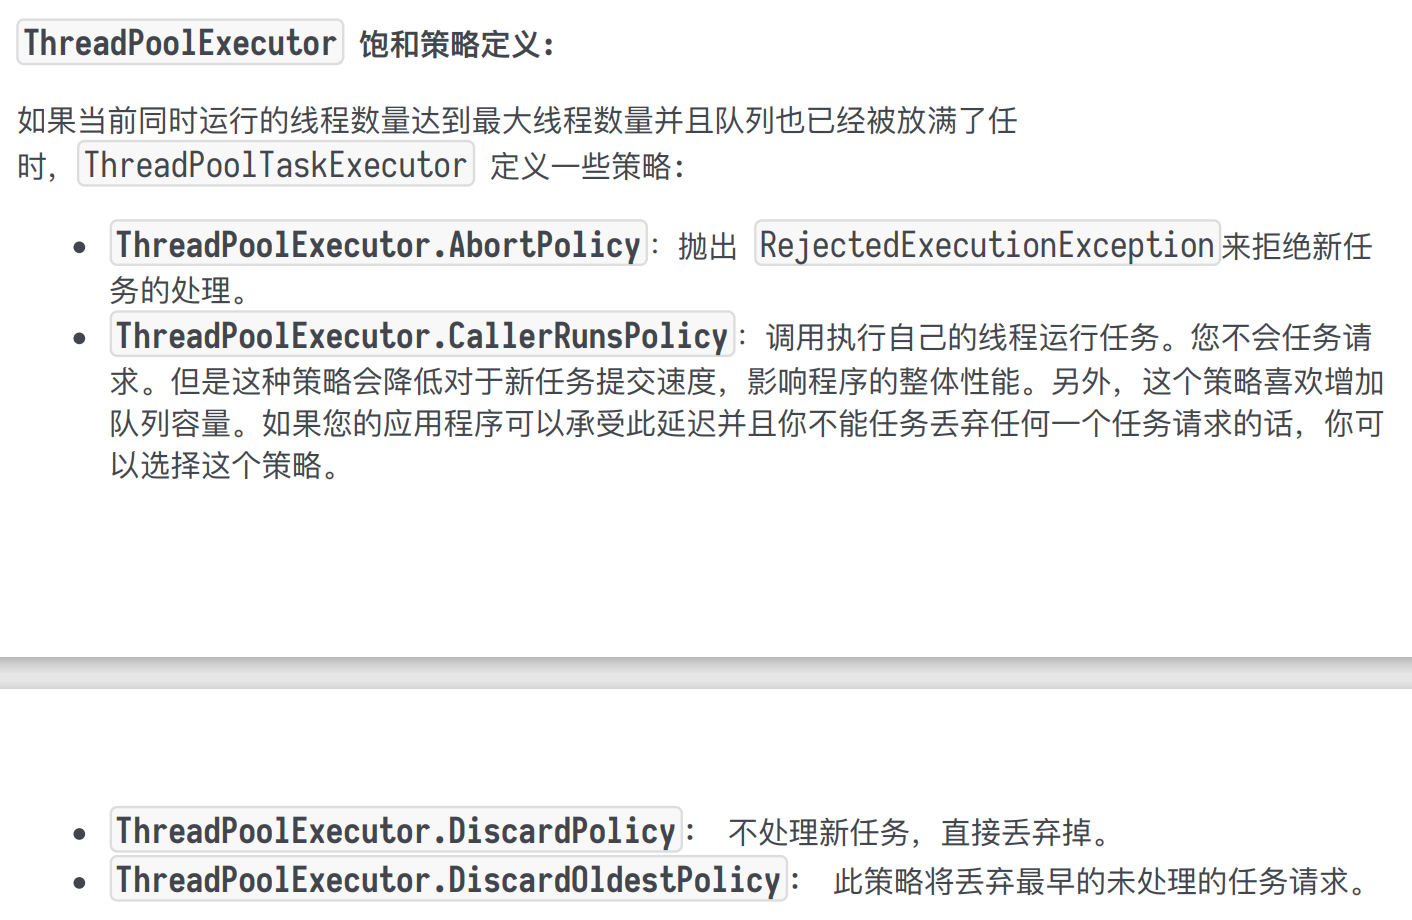 ThreadPoolExecutor 饱和策略定义：
如果当前同时运行的线程数量达到最大线程数量并且队列也已经被放满了任
时，ThreadPoolTaskExecutor 定义一些策略：
• ThreadPoolExecutor.AbortPolicy：抛出 RejectedExecutionException来拒绝新任
务的处理。
• ThreadPoolExecutor.CallerRunsPolicy：调用执行自己的线程运行任务。您不会任务请
求。但是这种策略会降低对于新任务提交速度，影响程序的整体性能。另外，这个策略喜欢增加
队列容量。如果您的应用程序可以承受此延迟并且你不能任务丢弃任何一个任务请求的话，你可
以选择这个策略。
• ThreadPoolExecutor.DiscardPolicy： 不处理新任务，直接丢弃掉。
• ThreadPoolExecutor.DiscardOldestPolicy： 此策略将丢弃最早的未处理的任务请求。